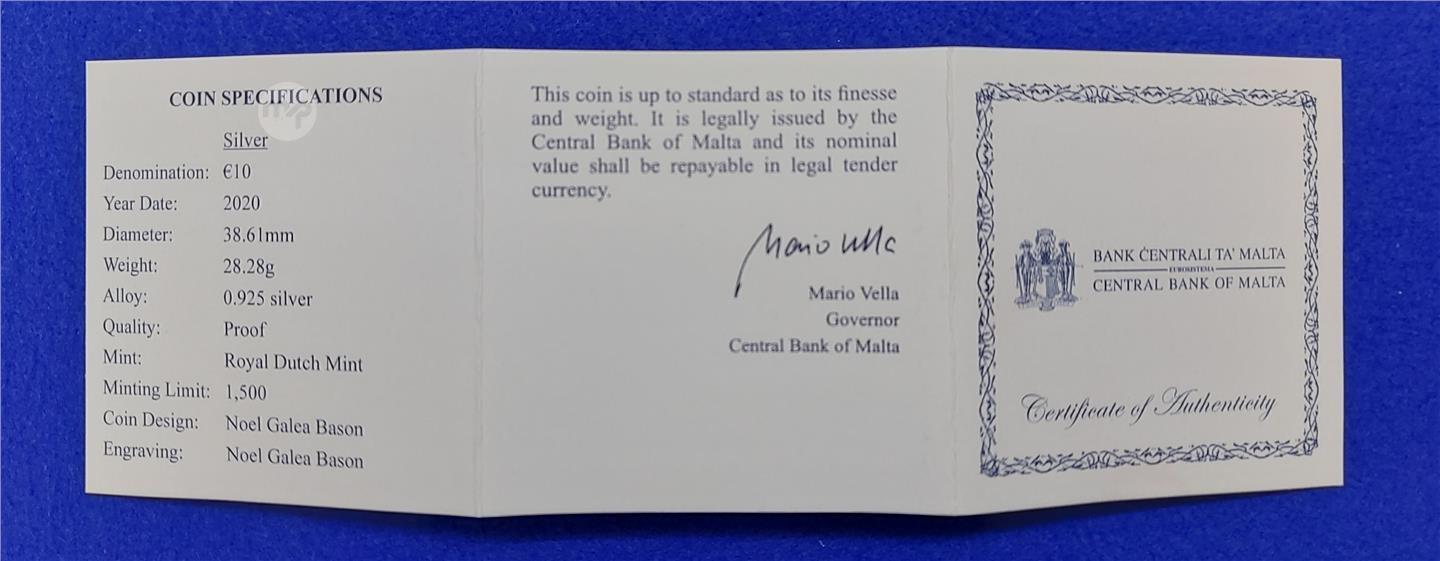 COIN SPECIFICATIONS
Silver
Denomination: €10
Year Date: 2020
Diameter: 38.61mm
Weight: 28.28g
Alloy: 0.925 silver
Quality: Proof
Mint: Royal Dutch Mint
Minting Limit: 1,500
Coin Design: Noel Galea Bason
Engraving: Noel Galea Bason
This coin is up to standard as to its finesse
and weight. It is legally issued by the
Central Bank of Malta and its nominal
value shall be repayable in legal tender
currency.
Mario Vella
Mario Vella
Governor
Central Bank of Malta
BANK ĊENTRALI TA' MALTA
EUROSISTEMA
CENTRAL BANK OF MALTA
Certificate of Authenticity